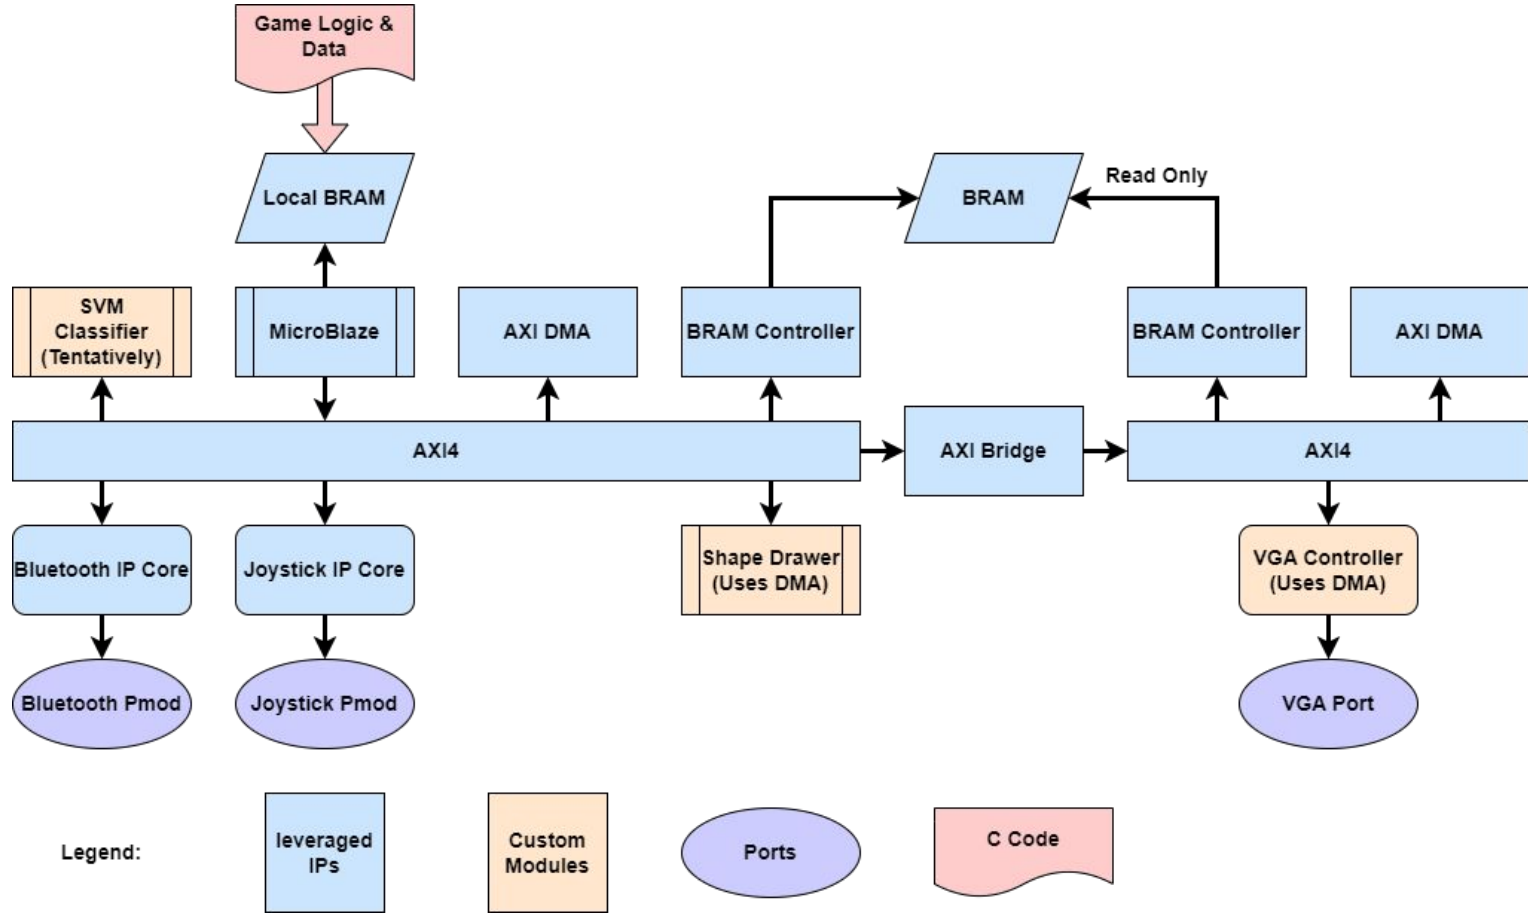 Game Logic &
Data
Local BRAM
BRAM
Read Only
SVM
Classifier
(Tentatively)
MicroBlaze
AXI DMA
BRAM Controller
BRAM Controller
AXI DMA
AXI4
AXI Bridge
AXI4
Bluetooth IP Core
Joystick IP Core
Shape Drawer
(Uses DMA)
VGA Controller
(Uses DMA)
Bluetooth Pmod
Joystick Pmod
VGA Port
Legend:
leveraged
IPs
Custom
Modules
Ports
C Code